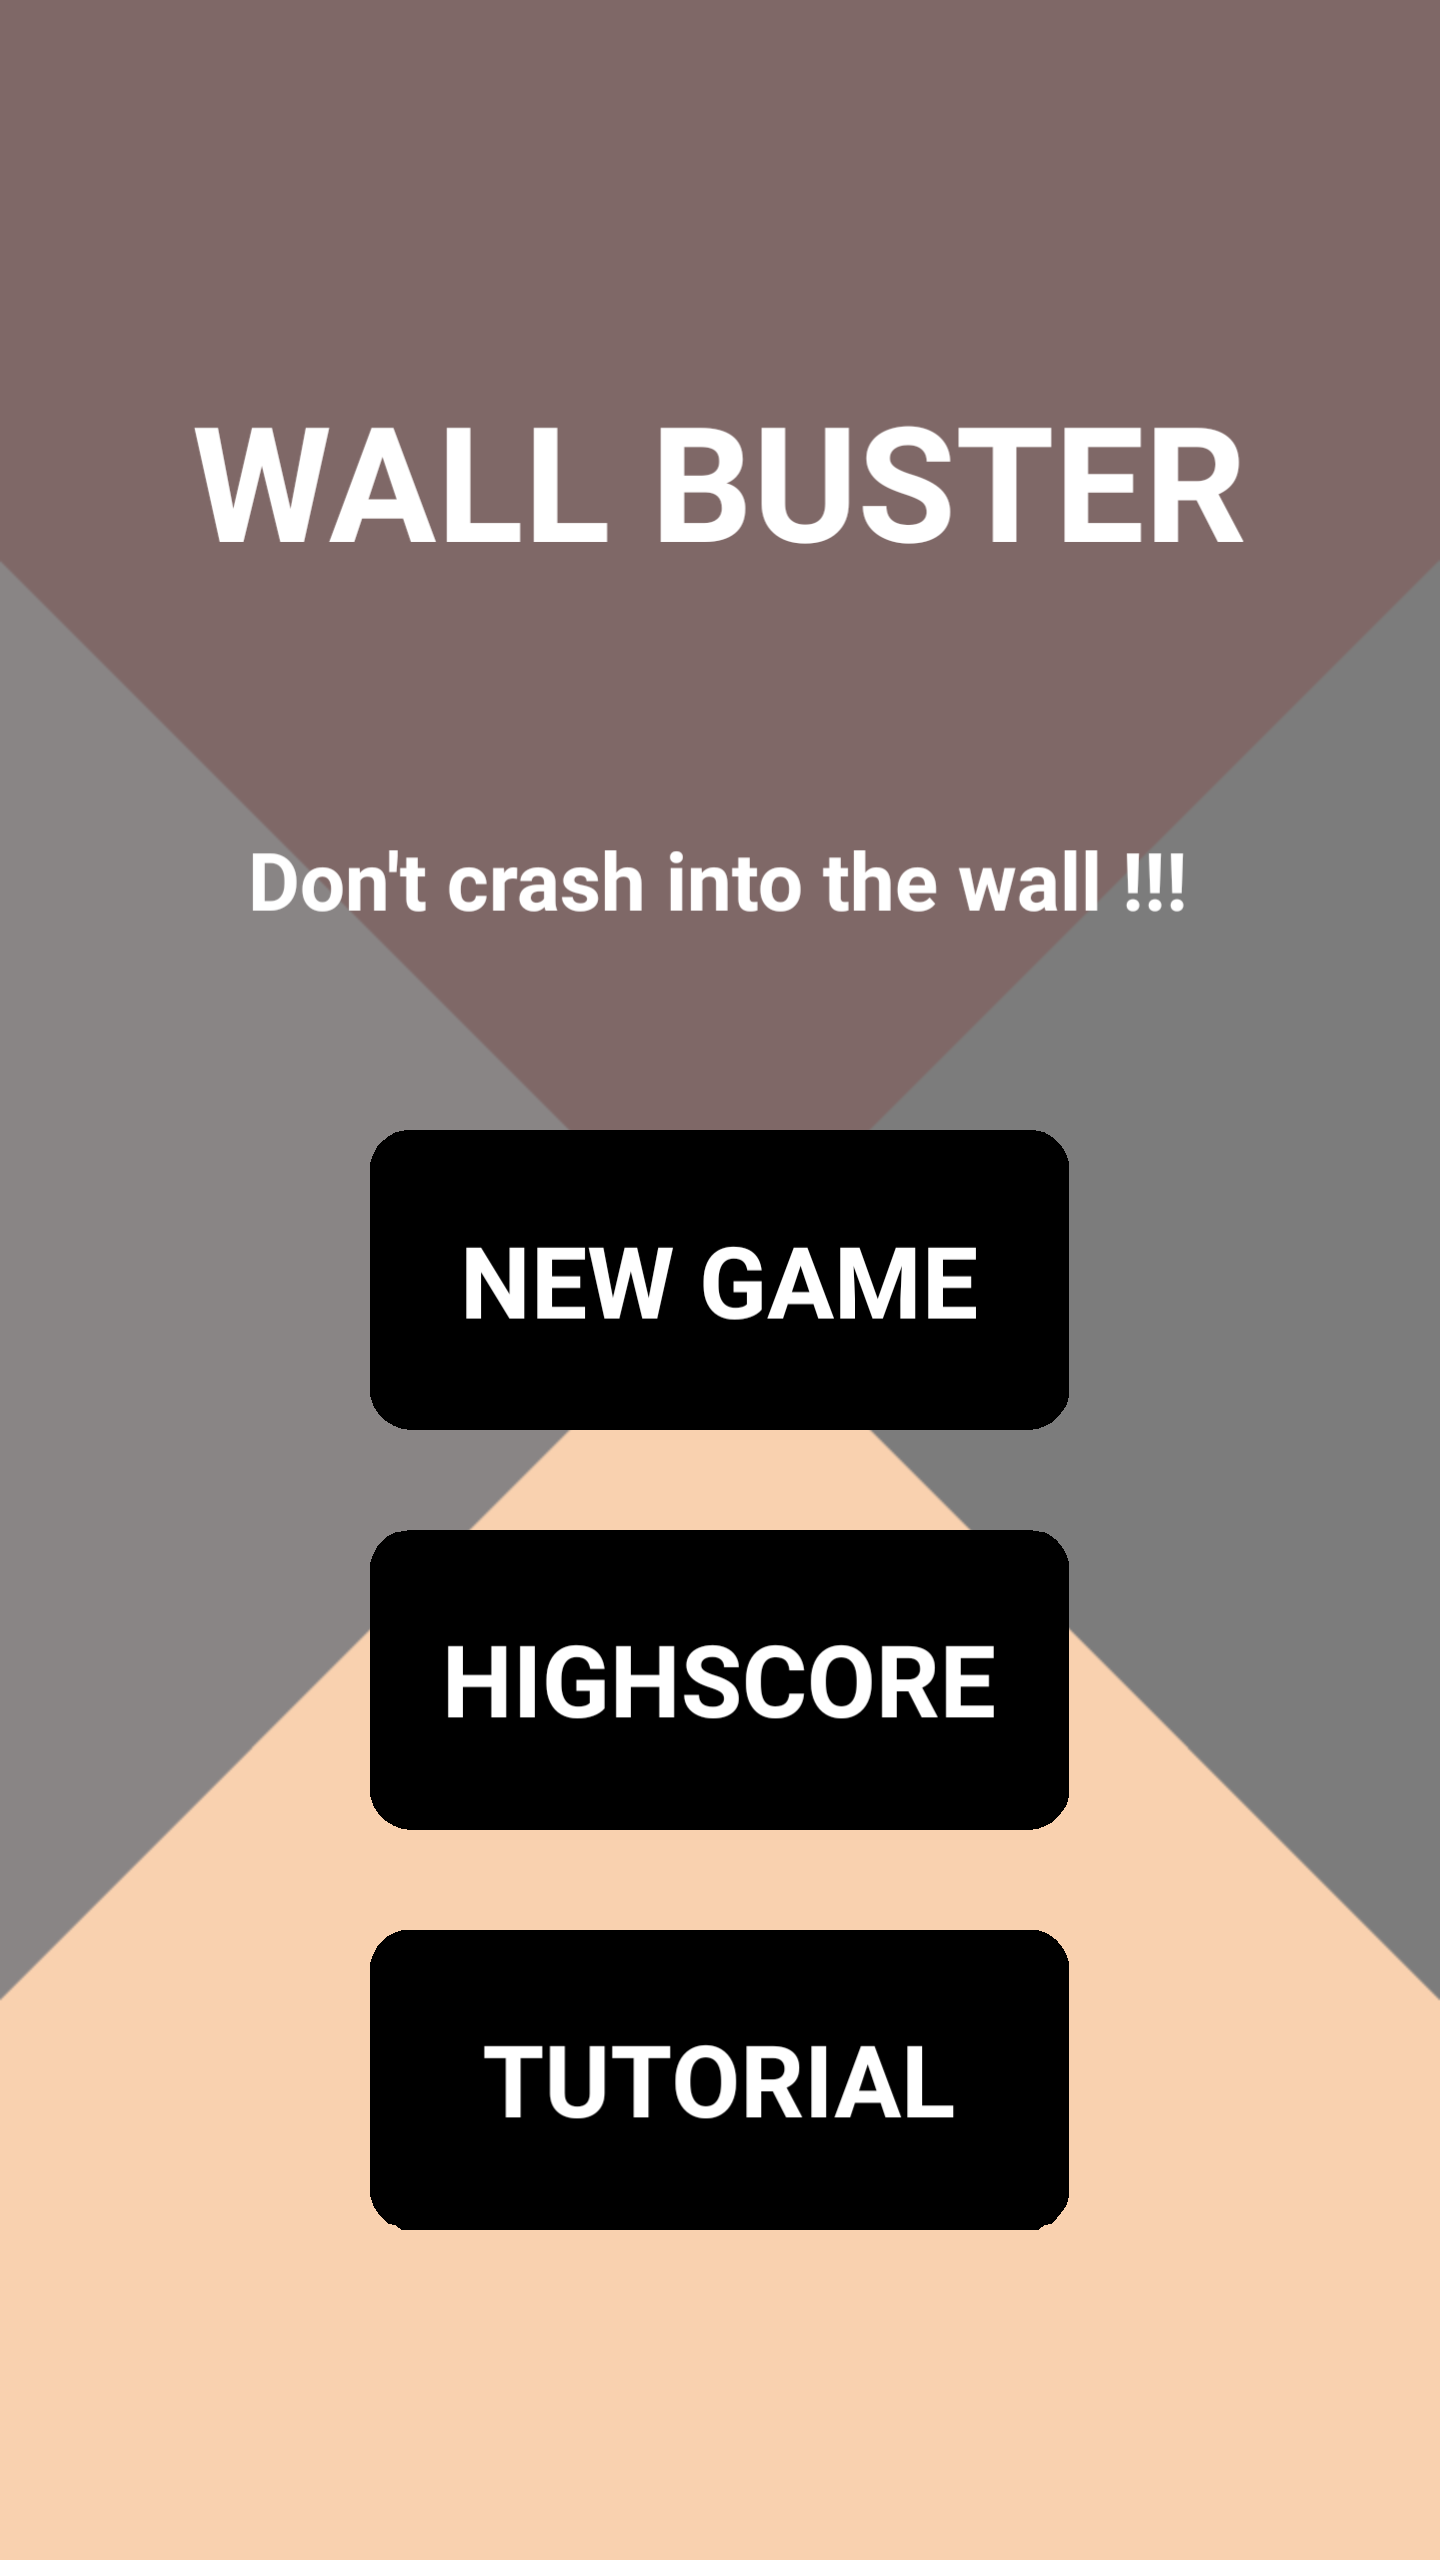 WALL BUSTER
Don't crash into the wall !!!
NEW GAME
HIGHSCORE
TUTORIAL